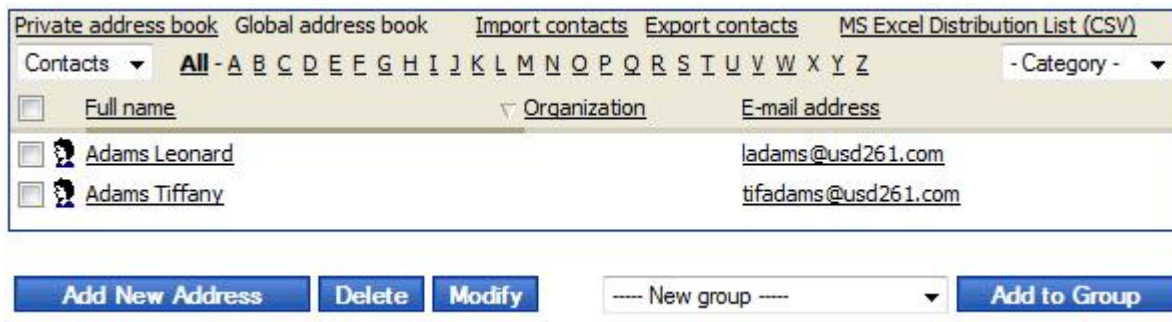 Private address book Global address book Import contacts Export contacts MS Excel Distribution List (CSV)
Contacts All - A B C D E F G H I J K L M N O P Q R S T U V W X Y Z - Category -
Full name Organization E-mail address
Adams Leonard ladams@usd261.com
Adams Tiffany tifadams@usd261.com
Add New Address Delete Modify ----- New group ----- Add to Group